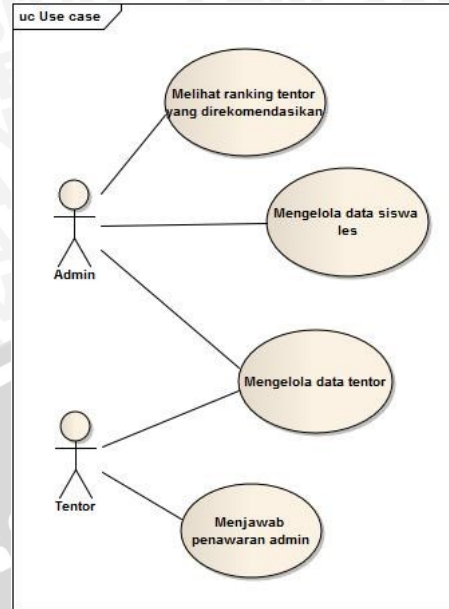 uc Use case
Melihat ranking tentor
yang direkomendasikan
Mengelola data siswa
les
Admin
Mengelola data tentor
Tentor
Menjawab
penawaran admin